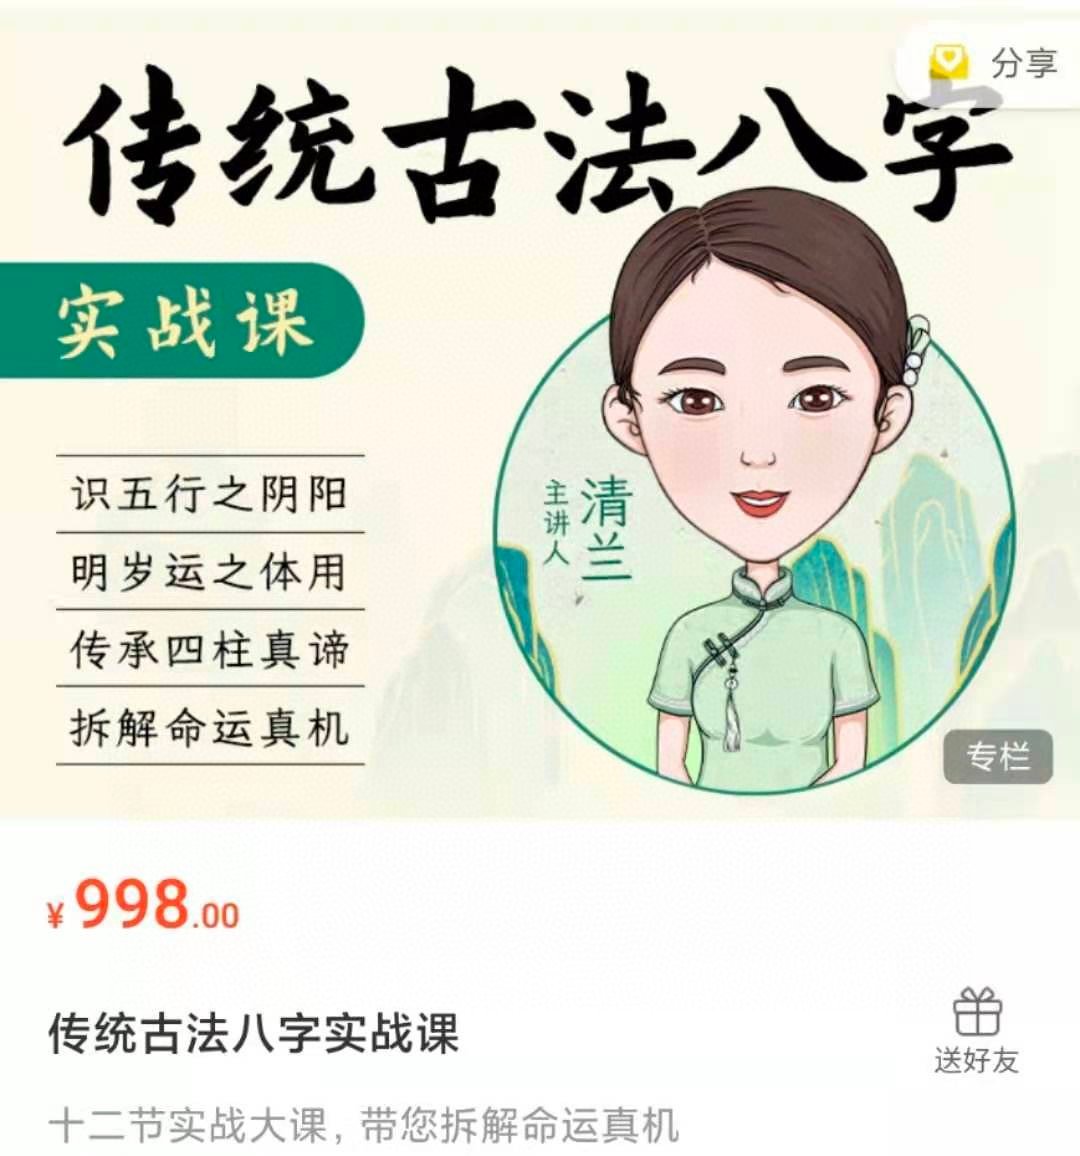 分享
传统古法八字
实战课
识五行之阴阳
明岁运之体用
传承四柱真谛
拆解命运真机
主讲人
清兰
专栏
¥998.00
传统古法八字实战课
送好友
十二节实战大课，带您拆解命运真机